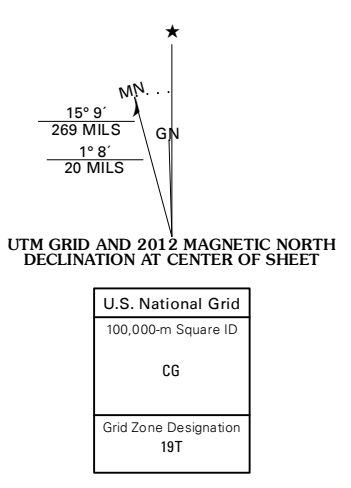 ★
MN
15° 9´
269 MILS
GN
1° 8´
20 MILS
UTM GRID AND 2012 MAGNETIC NORTH
DECLINATION AT CENTER OF SHEET
U.S. National Grid
100,000-m Square ID
CG
Grid Zone Designation
19T